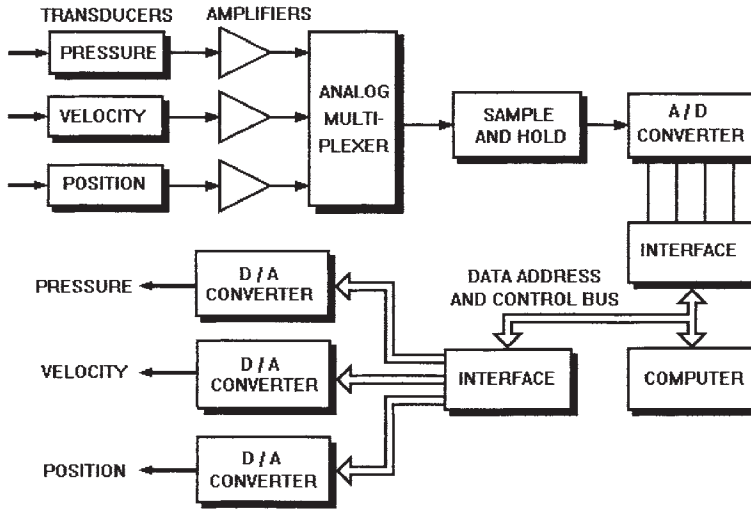 TRANSDUCERS
AMPLIFIERS
PRESSURE
VELOCITY
POSITION
ANALOG
MULTI-
PLEXER
SAMPLE
AND HOLD
A / D
CONVERTER
INTERFACE
DATA ADDRESS
AND CONTROL BUS
COMPUTER
INTERFACE
PRESSURE
D / A
CONVERTER
VELOCITY
D / A
CONVERTER
POSITION
D / A
CONVERTER